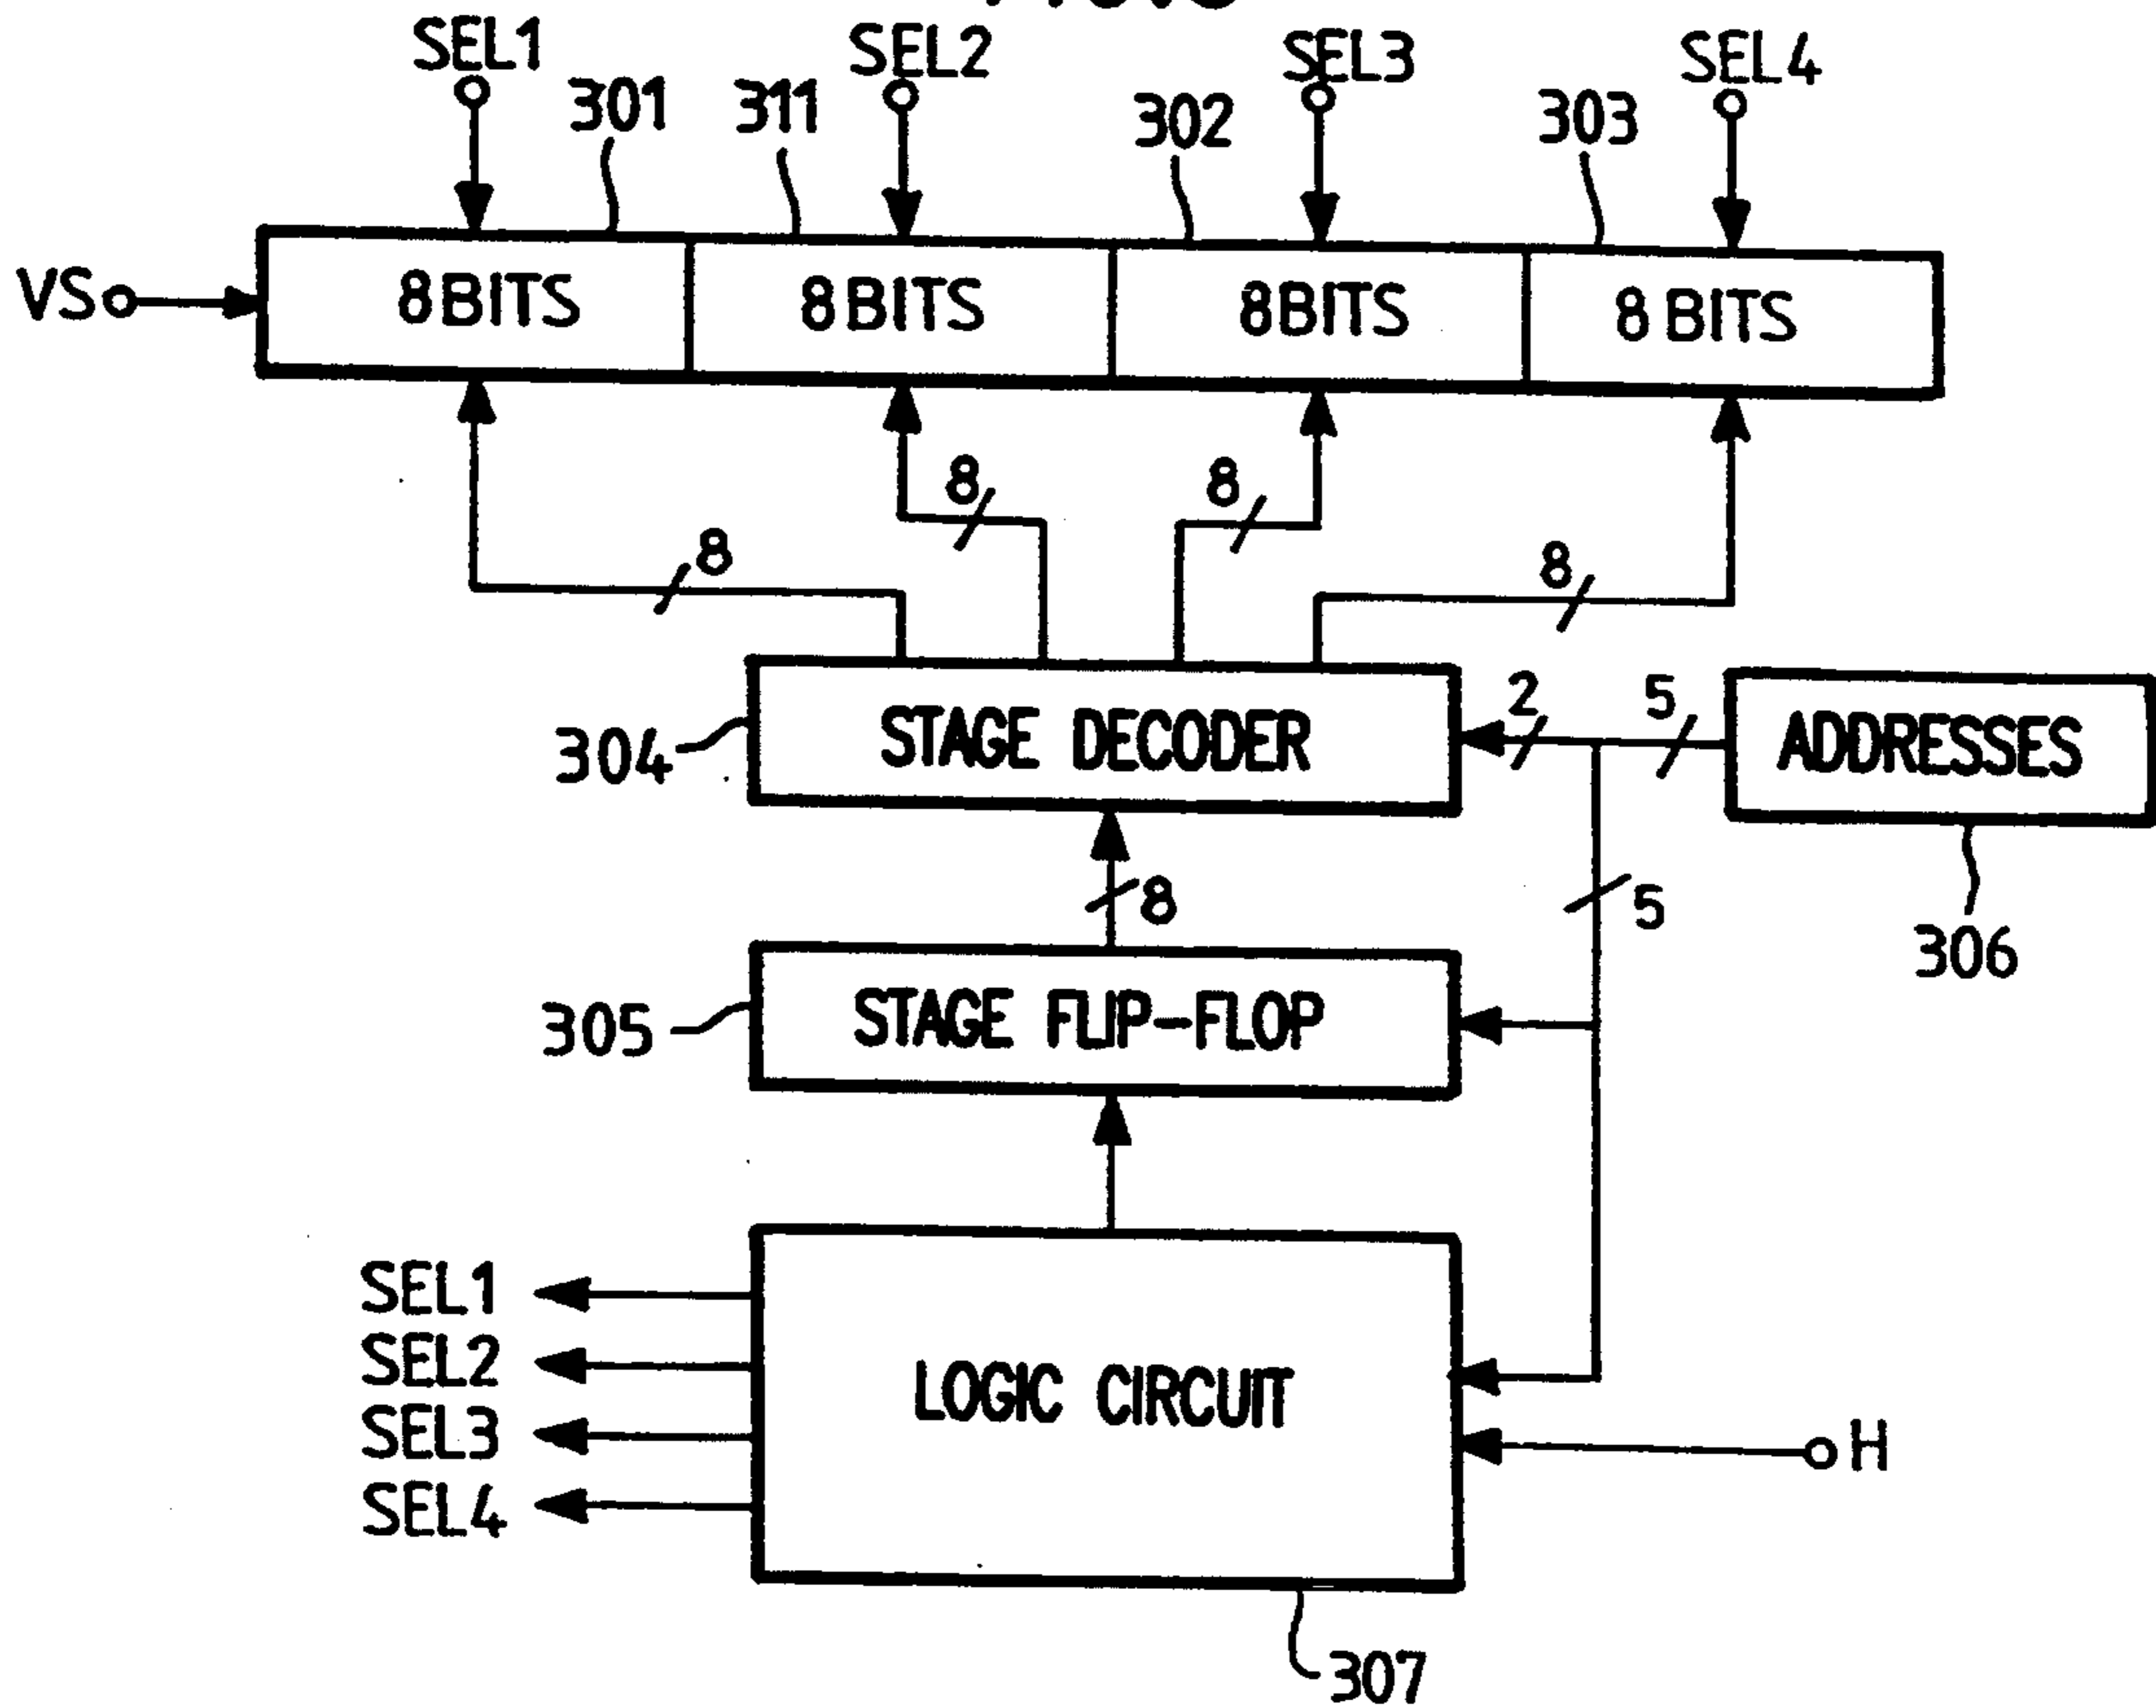 SEL1 SEL2 SEL3 SEL4
301 311 302 303
VS 8BITS 8BITS 8BITS 8 BITS
8 8
8 8
2 5
304 STAGE DECODER ADDRESSES
8 5
306
305 STAGE FLIP-FLOP
SEL1
SEL2
SEL3
SEL4
LOGIC CIRCUIT
H
307